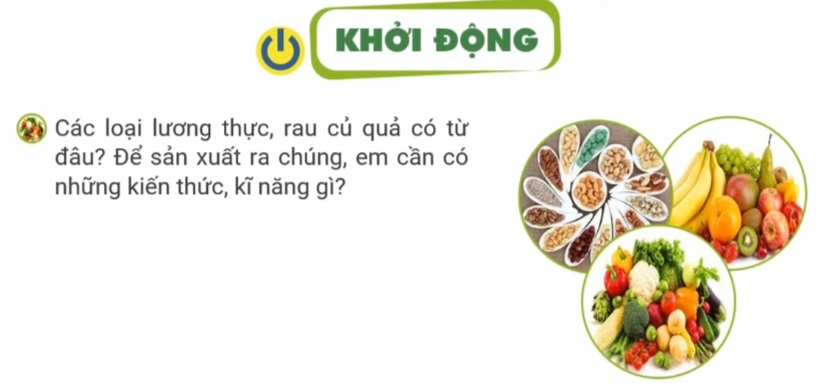 KHỞI ĐỘNG
Các loại lương thực, rau củ quả có từ
đâu? Để sản xuất ra chúng, em cần có
những kiến thức, kĩ năng gì?